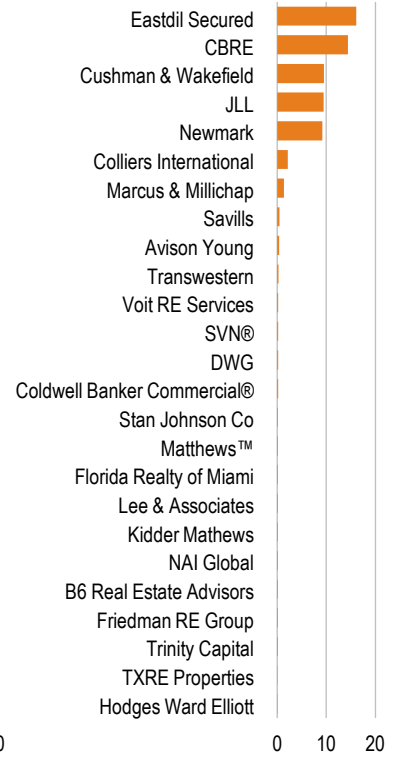 Eastdil Secured
CBRE
Cushman & Wakefield
JLL
Newmark
Colliers International
Marcus & Millichap
Savills
Avison Young
Transwestern
Voit RE Services
SVN®
DWG
Coldwell Banker Commercial®
Stan Johnson Co
Matthews™
Florida Realty of Miami
Lee & Associates
Kidder Mathews
NAI Global
B6 Real Estate Advisors
Friedman RE Group
Trinity Capital
TXRE Properties
Hodges Ward Elliott
0 0 10 20